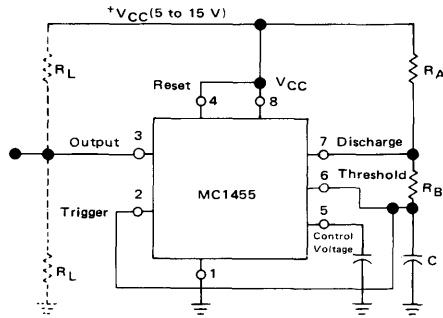 +VCC (5 to 15 V)
RL
RA
Reset
VCC
4
8
Output
3
7
Discharge
6
Threshold
RB
2
MC1455
5
Trigger
Control
Voltage
C
RL
1